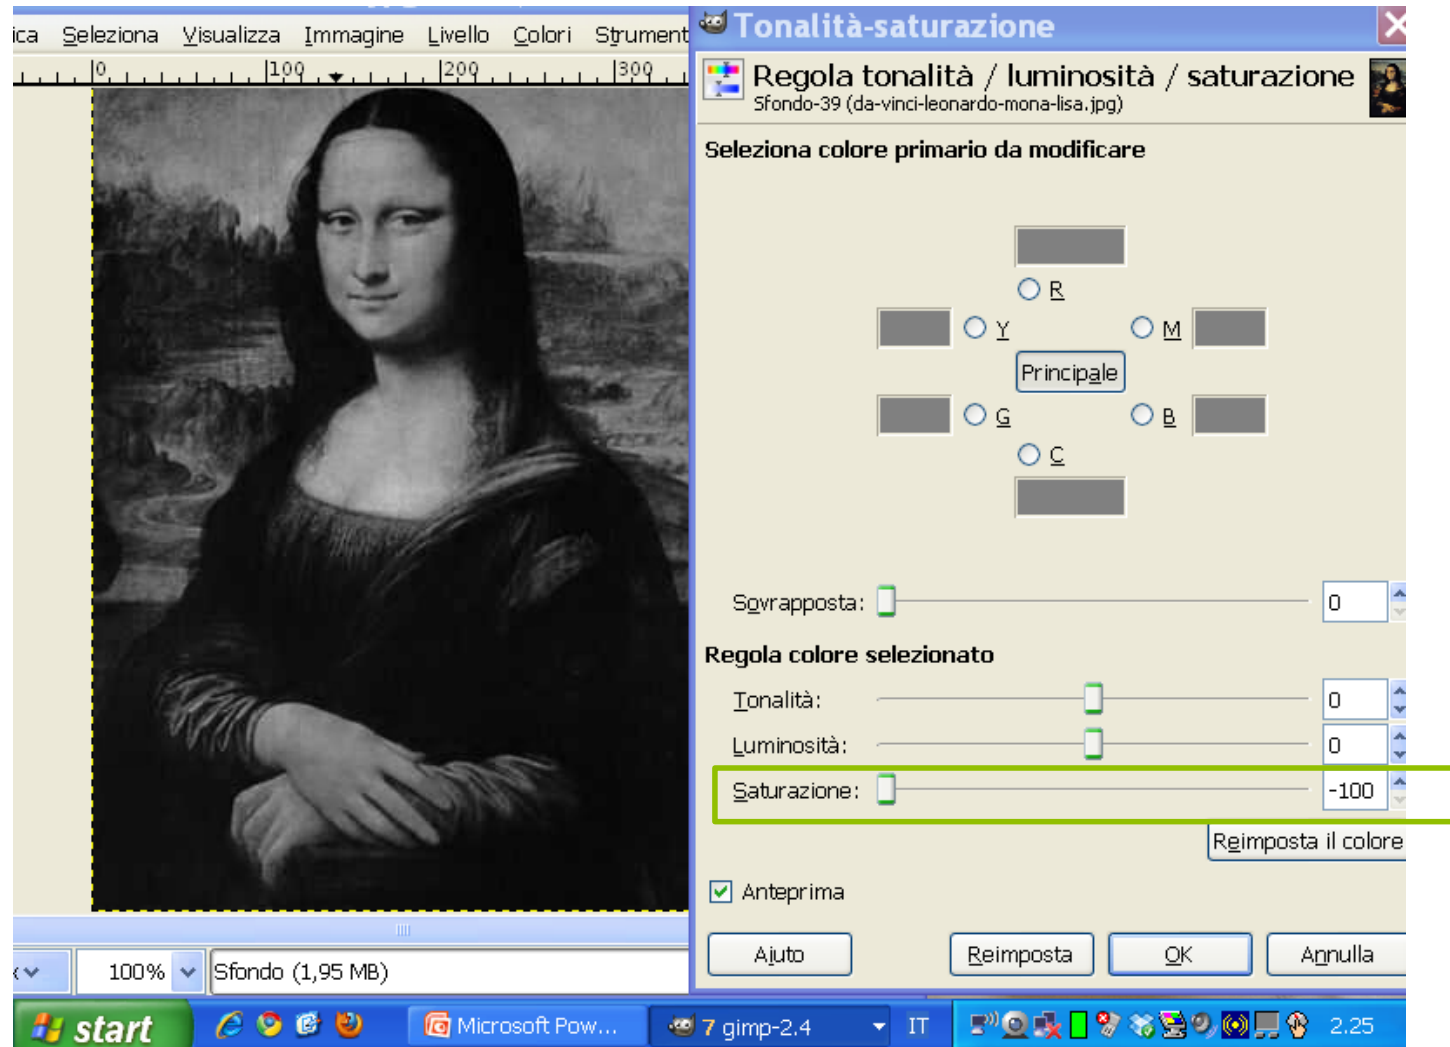 ica Seleziona Visualizza Immagine Livello Colori Strument
0 100 200 300
Tonalità-saturazione
Regola tonalità / luminosità / saturazione
Sfondo-39 (da-vinci-leonardo-mona-lisa.jpg)
Seleziona colore primario da modificare
R
Y M
Principale
G B
C
Sovrapposta: 0
Regola colore selezionato
Tonalità: 0
Luminosità: 0
Saturazione: -100
Reimposta il colore
Anteprima
Aiuto Reimposta OK Annulla
100% Sfondo (1,95 MB)
start Microsoft Pow... 7 gimp-2.4 IT 2.25